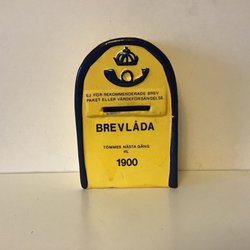 EJ FÖR REKOMMENDERADE BREV
PAKET ELLER VÄRDEFÖRSÄNDELSE
BREVLÅDA
TÖMMES NÄSTA GÅNG
KL
1900